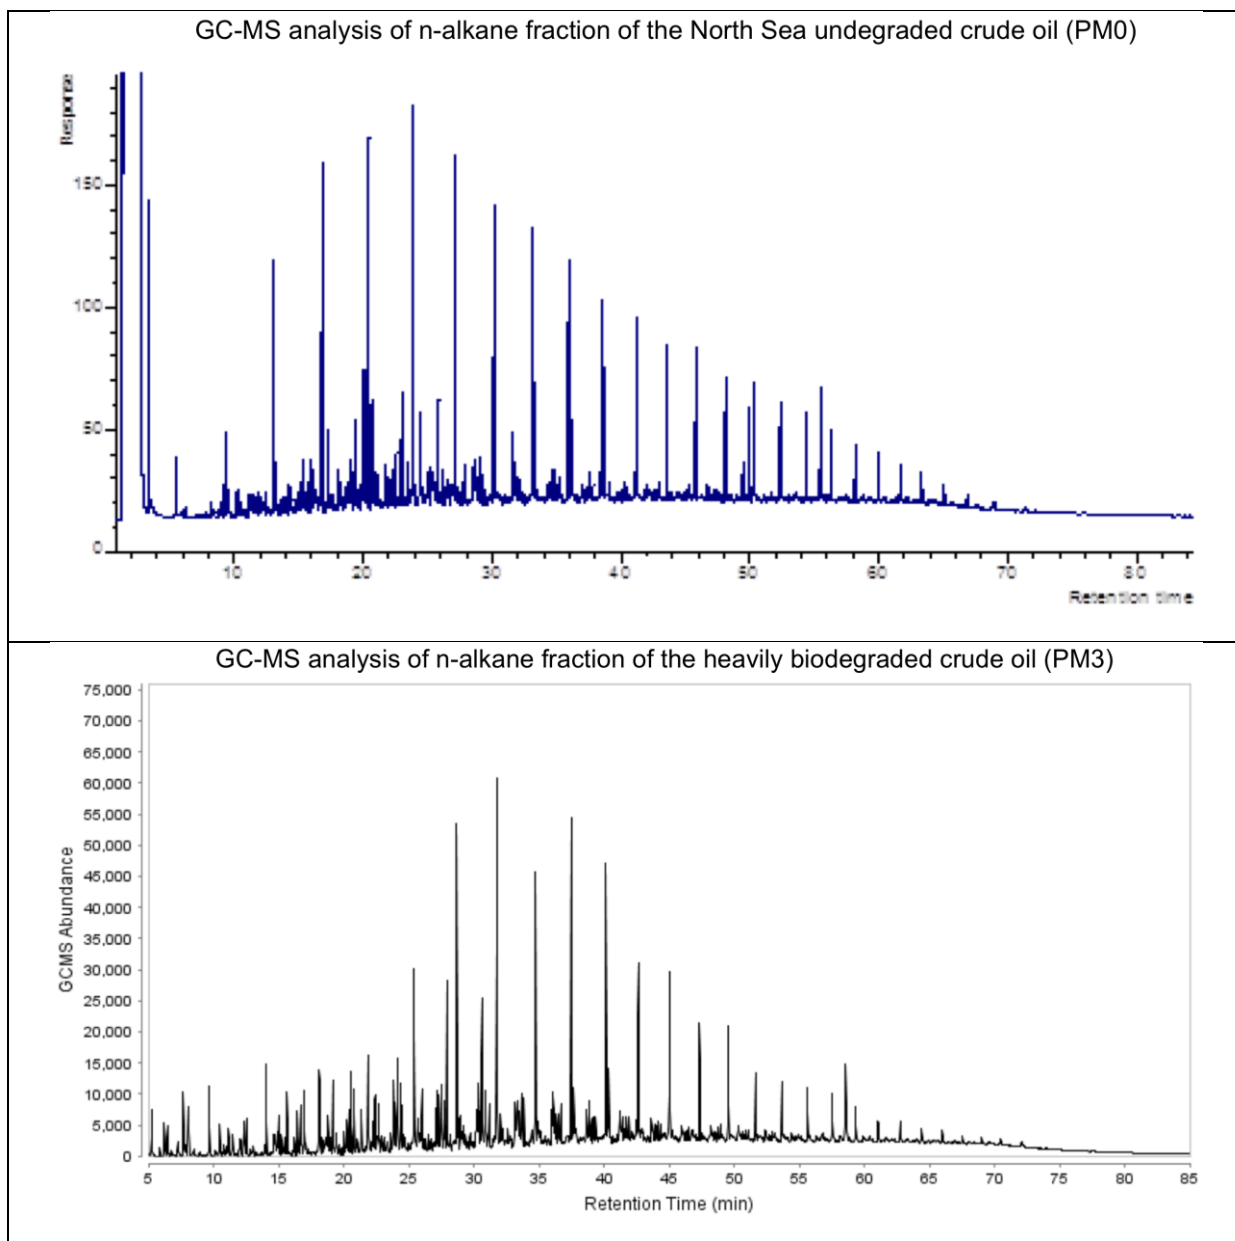 GC-MS analysis of n-alkane fraction of the North Sea undegraded crude oil (PM0)
Response
150
100
50
0
10 20 30 40 50 60 70 80
Retention time
GC-MS analysis of n-alkane fraction of the heavily biodegraded crude oil (PM3)
75,000
70,000
65,000
60,000
55,000
50,000
45,000
40,000
35,000
30,000
25,000
20,000
15,000
10,000
5,000
0
GCMS Abundance
5 10 15 20 25 30 35 40 45 50 55 60 65 70 75 80 85
Retention Time (min)